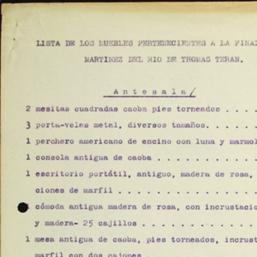 LISTA DE LOS MUEBLES PERTENECIENTES A LA FINA
MARTINEZ DEL RIO DE THOMAS TERAN.
Antesala/
2 mesitas cuadradas caoba pies torneados . . . .
3 porta-veles metal, diversos tamaños. . . . . .
1 perchero americano de encino con luna y marmol
1 consola antigua de caoba . . . . . . . . . . .
1 escritorio portátil, antiguo, madera de rosa,
ciones de marfil . . . . . . . . . . . .
cómoda antigua madera de rosa, con incrustacio
y madera- 25 cajillos . . . . . . . . . .
1 mesa antigua de caoba, pies torneados, incrust
marfil con dos cajones